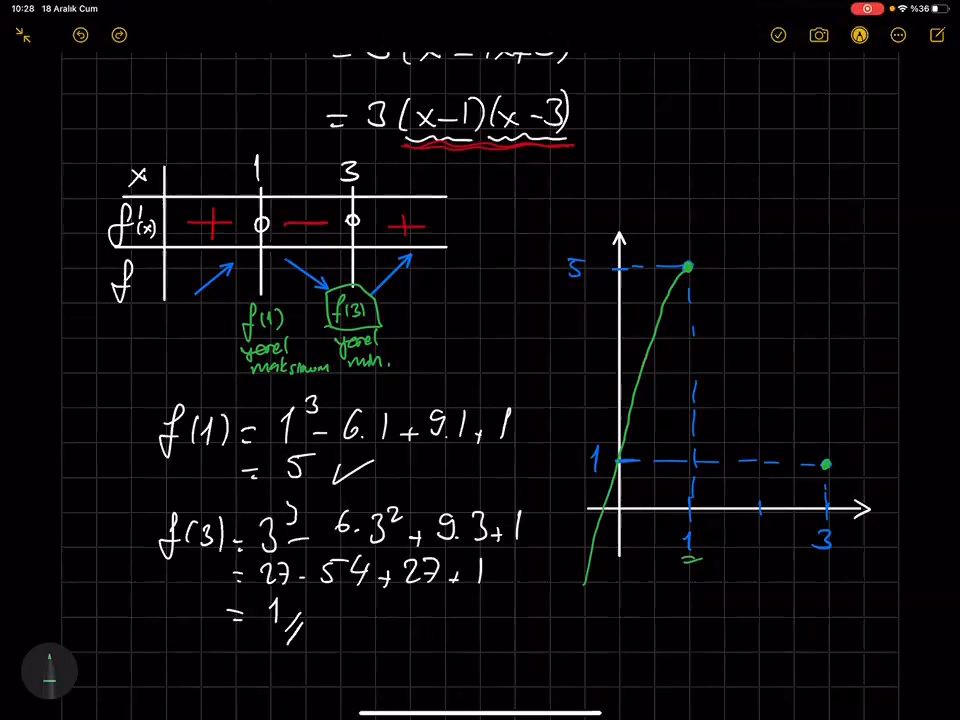 10:28 18 Aralık Cum %36
= 3(x-1)(x-3)
x 1 3
f'(x) + 0 - 0 +
f
f(1) yerel maksimum
f(3) yerel min.
f(1) = 1³ - 6.1 + 9.1 + 1
= 5 ✓
f(3) = 3³ - 6.3² + 9.3 + 1
= 27 - 54 + 27 + 1
= 1 //
5
1
1 3